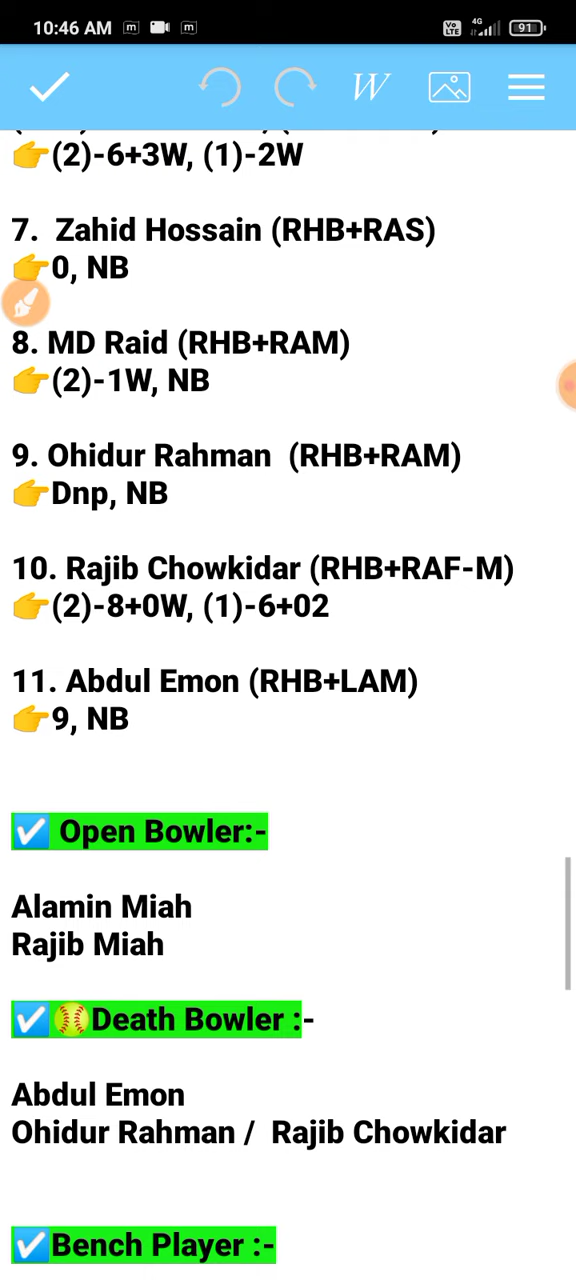 10:46 AM
Vo LTE 4G 91
W
👉(2)-6+3W, (1)-2W
7. Zahid Hossain (RHB+RAS)
👉0, NB
8. MD Raid (RHB+RAM)
👉(2)-1W, NB
9. Ohidur Rahman (RHB+RAM)
👉Dnp, NB
10. Rajib Chowkidar (RHB+RAF-M)
👉(2)-8+0W, (1)-6+02
11. Abdul Emon (RHB+LAM)
👉9, NB
☑️ Open Bowler:-
Alamin Miah
Rajib Miah
☑️🥎Death Bowler :-
Abdul Emon
Ohidur Rahman / Rajib Chowkidar
☑️Bench Player :-